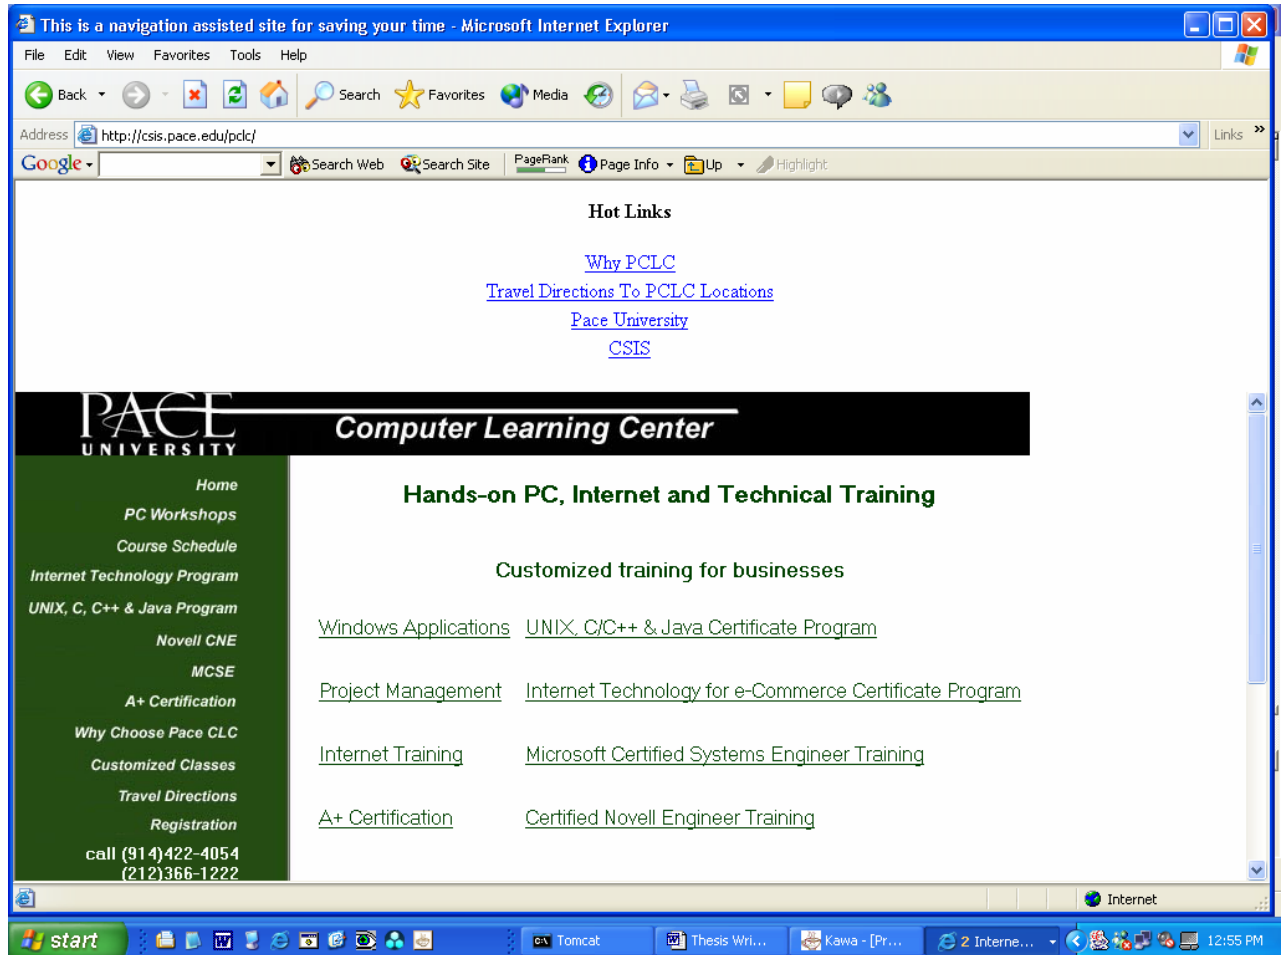 This is a navigation assisted site for saving your time - Microsoft Internet Explorer
File Edit View Favorites Tools Help
Back Search Favorites Media
Address http://csis.pace.edu/pclc/ Links »
Google Search Web Search Site PageRank Page Info Up Highlight
Hot Links
Why PCLC
Travel Directions To PCLC Locations
Pace University
CSIS
PACE
UNIVERSITY
Computer Learning Center
Home
PC Workshops
Course Schedule
Internet Technology Program
UNIX, C, C++ & Java Program
Novell CNE
MCSE
A+ Certification
Why Choose Pace CLC
Customized Classes
Travel Directions
Registration
call (914)422-4054
(212)366-1222
Hands-on PC, Internet and Technical Training
Customized training for businesses
Windows Applications UNIX, C/C++ & Java Certificate Program
Project Management Internet Technology for e-Commerce Certificate Program
Internet Training Microsoft Certified Systems Engineer Training
A+ Certification Certified Novell Engineer Training
Internet
start Tomcat Thesis Wri... Kawa - [Pr... 2 Interne... 12:55 PM